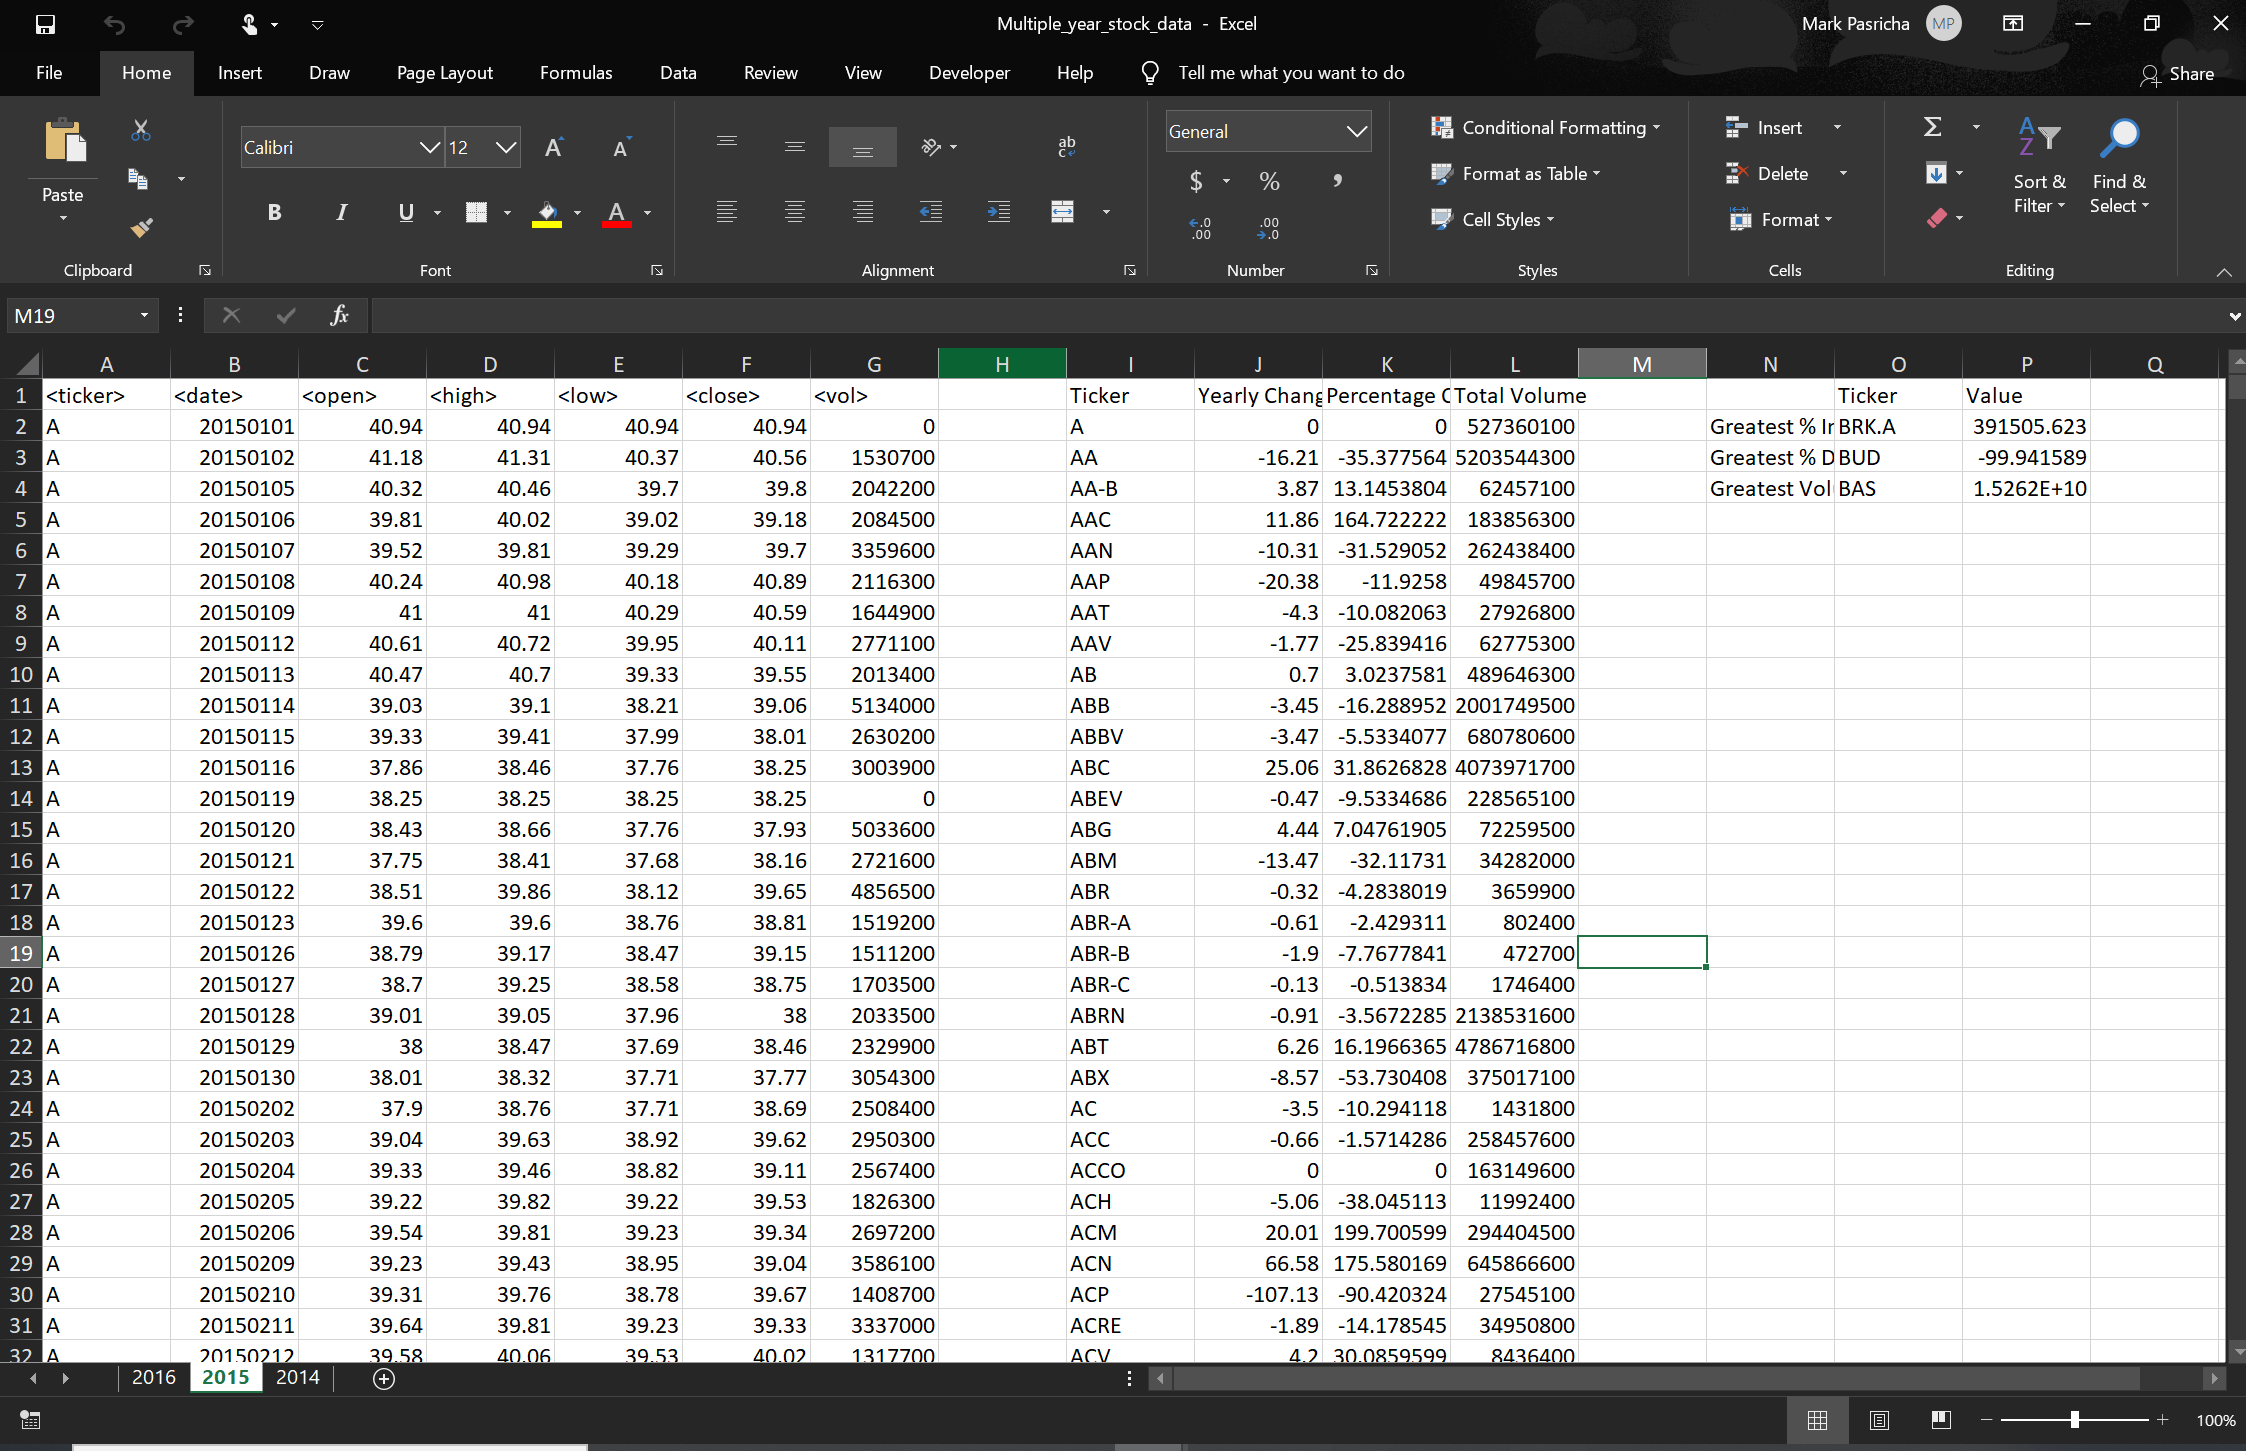 Multiple_year_stock_data - Excel
Mark Pasricha MP
File Home Insert Draw Page Layout Formulas Data Review View Developer Help Tell me what you want to do Share
Paste Calibri 12 General Conditional Formatting Insert
Format as Table Delete Sort & Filter Find & Select
Cell Styles Format
Clipboard Font Alignment Number Styles Cells Editing
M19 fx
A B C D E F G H I J K L M N O P Q
1 <ticker> <date> <open> <high> <low> <close> <vol> Ticker Yearly Chang Percentage C Total Volume Ticker Value
2 A 20150101 40.94 40.94 40.94 40.94 0 A 0 0 527360100 Greatest % Ir BRK.A 391505.623
3 A 20150102 41.18 41.31 40.37 40.56 1530700 AA -16.21 -35.377564 5203544300 Greatest % D BUD -99.941589
4 A 20150105 40.32 40.46 39.7 39.8 2042200 AA-B 3.87 13.1453804 62457100 Greatest Vol BAS 1.5262E+10
5 A 20150106 39.81 40.02 39.02 39.18 2084500 AAC 11.86 164.722222 183856300
6 A 20150107 39.52 39.81 39.29 39.7 3359600 AAN -10.31 -31.529052 262438400
7 A 20150108 40.24 40.98 40.18 40.89 2116300 AAP -20.38 -11.9258 49845700
8 A 20150109 41 41 40.29 40.59 1644900 AAT -4.3 -10.082063 27926800
9 A 20150112 40.61 40.72 39.95 40.11 2771100 AAV -1.77 -25.839416 62775300
10 A 20150113 40.47 40.7 39.33 39.55 2013400 AB 0.7 3.0237581 489646300
11 A 20150114 39.03 39.1 38.21 39.06 5134000 ABB -3.45 -16.288952 2001749500
12 A 20150115 39.33 39.41 37.99 38.01 2630200 ABBV -3.47 -5.5334077 680780600
13 A 20150116 37.86 38.46 37.76 38.25 3003900 ABC 25.06 31.8626828 4073971700
14 A 20150119 38.25 38.25 38.25 38.25 0 ABEV -0.47 -9.5334686 228565100
15 A 20150120 38.43 38.66 37.76 37.93 5033600 ABG 4.44 7.04761905 72259500
16 A 20150121 37.75 38.41 37.68 38.16 2721600 ABM -13.47 -32.11731 34282000
17 A 20150122 38.51 39.86 38.12 39.65 4856500 ABR -0.32 -4.2838019 3659900
18 A 20150123 39.6 39.6 38.76 38.81 1519200 ABR-A -0.61 -2.429311 802400
19 A 20150126 38.79 39.17 38.47 39.15 1511200 ABR-B -1.9 -7.7677841 472700
20 A 20150127 38.7 39.25 38.58 38.75 1703500 ABR-C -0.13 -0.513834 1746400
21 A 20150128 39.01 39.05 37.96 38 2033500 ABRN -0.91 -3.5672285 2138531600
22 A 20150129 38 38.47 37.69 38.46 2329900 ABT 6.26 16.1966365 4786716800
23 A 20150130 38.01 38.32 37.71 37.77 3054300 ABX -8.57 -53.730408 375017100
24 A 20150202 37.9 38.76 37.71 38.69 2508400 AC -3.5 -10.294118 1431800
25 A 20150203 39.04 39.63 38.92 39.62 2950300 ACC -0.66 -1.5714286 258457600
26 A 20150204 39.33 39.46 38.82 39.11 2567400 ACCO 0 0 163149600
27 A 20150205 39.22 39.82 39.22 39.53 1826300 ACH -5.06 -38.045113 11992400
28 A 20150206 39.54 39.81 39.23 39.34 2697200 ACM 20.01 199.700599 294404500
29 A 20150209 39.23 39.43 38.95 39.04 3586100 ACN 66.58 175.580169 645866600
30 A 20150210 39.31 39.76 38.78 39.67 1408700 ACP -107.13 -90.420324 27545100
31 A 20150211 39.64 39.81 39.23 39.33 3337000 ACRE -1.89 -14.178545 34950800
32 A 20150212 39.58 40.06 39.53 40.02 1317700 ACV 4.2 30.0859599 8436400
2016 2015 2014
100%